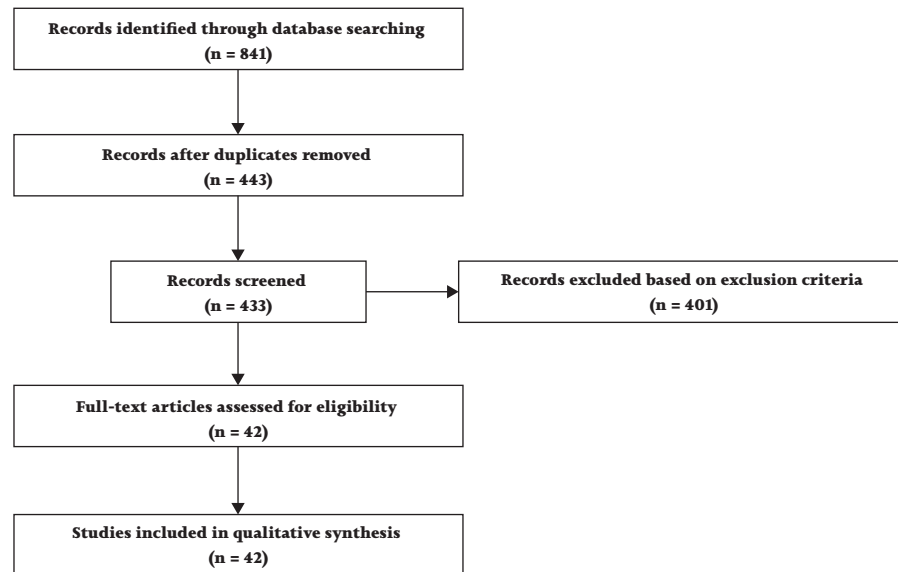 Records identified through database searching
(n = 841)
Records after duplicates removed
(n = 443)
Records screened
(n = 433)
Records excluded based on exclusion criteria
(n = 401)
Full-text articles assessed for eligibility
(n = 42)
Studies included in qualitative synthesis
(n = 42)